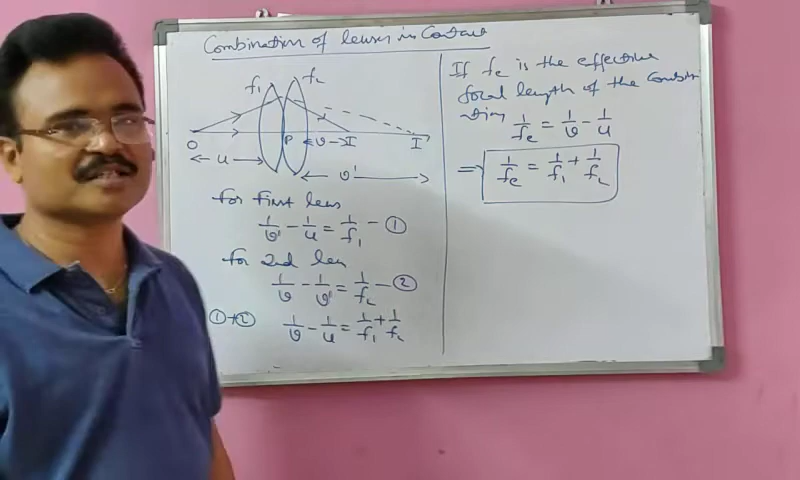 Combination of lenses in Contact
f₁ f₂
O P ←υ→I I
←u→
←υ'→
For first lens
1/υ' - 1/u = 1/f₁ - ①
For 2nd len
1/υ - 1/υ' = 1/f₂ - ②
①+② 1/υ - 1/u = 1/f₁ + 1/f₂
If fe is the effective
focal length of the Combin
1/fe = 1/υ - 1/u
⇒ 1/fe = 1/f₁ + 1/f₂